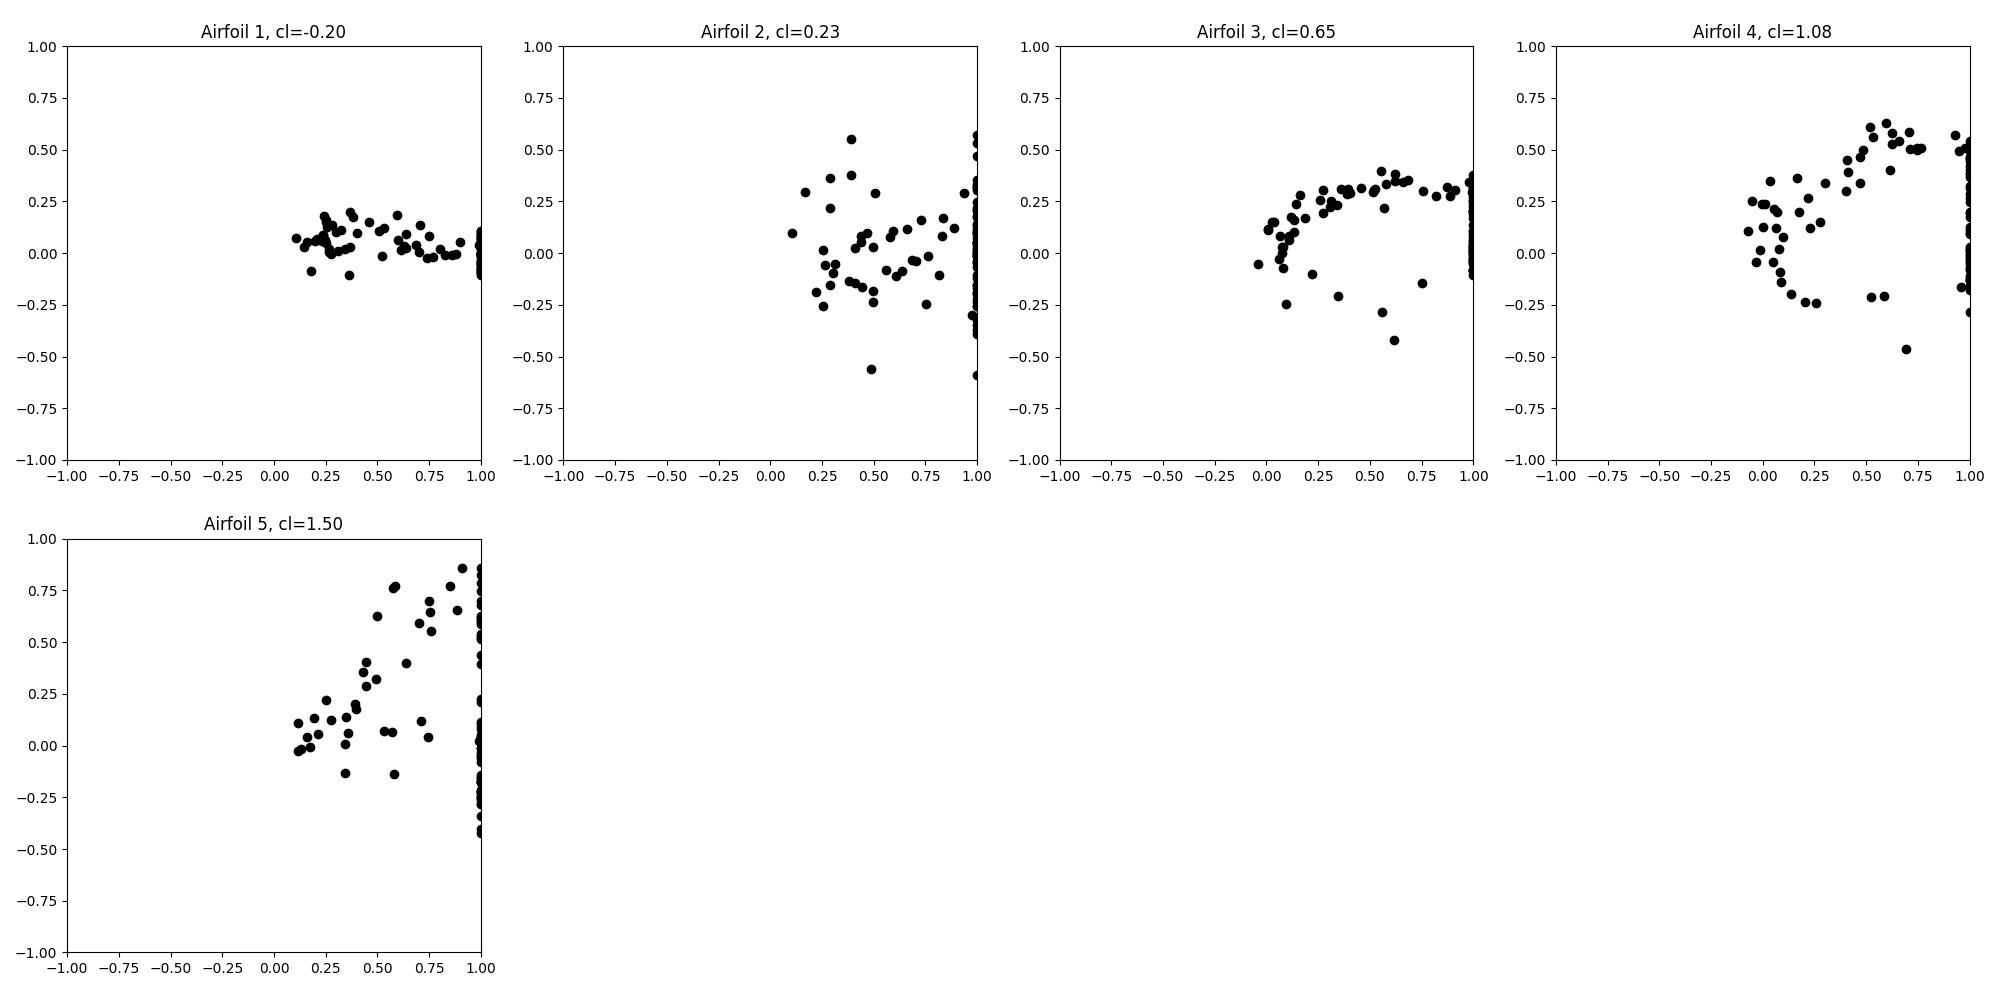 Airfoil 1, cl=-0.20
Airfoil 2, cl=0.23
Airfoil 3, cl=0.65
Airfoil 4, cl=1.08
1.00 1.00 1.00 1.00
0.75 0.75 0.75 0.75
0.50 0.50 0.50 0.50
0.25 0.25 0.25 0.25
0.00 0.00 0.00 0.00
−0.25 −0.25 −0.25 −0.25
−0.50 −0.50 −0.50 −0.50
−0.75 −0.75 −0.75 −0.75
−1.00 −1.00 −1.00 −1.00
−1.00 −0.75 −0.50 −0.25 0.00 0.25 0.50 0.75 1.00
−1.00 −0.75 −0.50 −0.25 0.00 0.25 0.50 0.75 1.00
−1.00 −0.75 −0.50 −0.25 0.00 0.25 0.50 0.75 1.00
−1.00 −0.75 −0.50 −0.25 0.00 0.25 0.50 0.75 1.00
Airfoil 5, cl=1.50
1.00
0.75
0.50
0.25
0.00
−0.25
−0.50
−0.75
−1.00
−1.00 −0.75 −0.50 −0.25 0.00 0.25 0.50 0.75 1.00